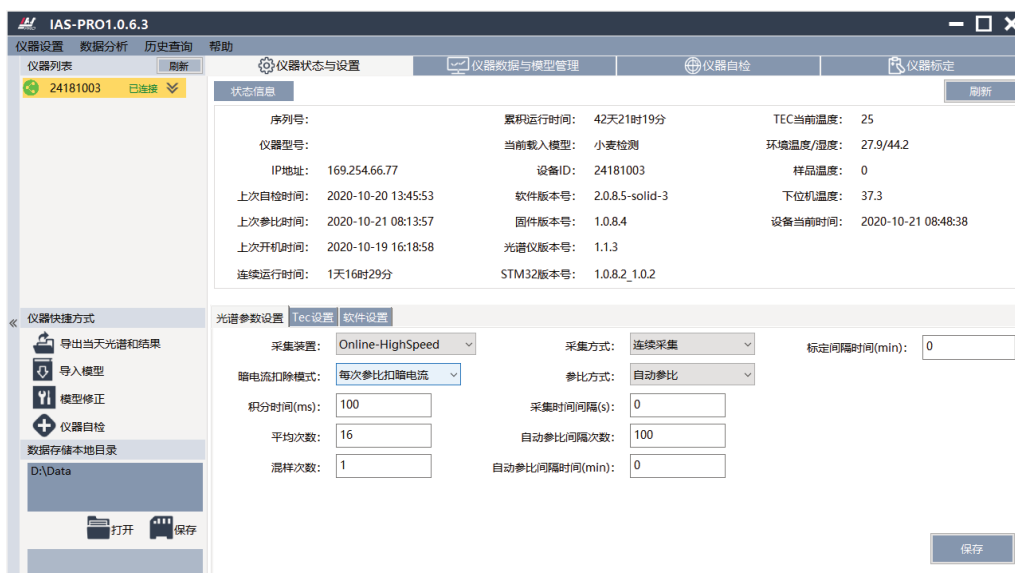 IAS-PRO1.0.6.3
仪器设置 数据分析 历史查询 帮助
仪器列表 刷新
24181003 已连接
仪器状态与设置 仪器数据与模型管理 仪器自检 仪器标定
状态信息 刷新
序列号: 累积运行时间: 42天21时19分 TEC当前温度: 25
仪器型号: 当前载入模型: 小麦检测 环境温度/湿度: 27.9/44.2
IP地址: 169.254.66.77 设备ID: 24181003 样品温度: 0
上次自检时间: 2020-10-20 13:45:53 软件版本号: 2.0.8.5-solid-3 下位机温度: 37.3
上次参比时间: 2020-10-21 08:13:57 固件版本号: 1.0.8.4 设备当前时间: 2020-10-21 08:48:38
上次开机时间: 2020-10-19 16:18:58 光谱仪版本号: 1.1.3
连续运行时间: 1天16时29分 STM32版本号: 1.0.8.2_1.0.2
仪器快捷方式
导出当天光谱和结果
导入模型
模型修正
仪器自检
数据存储本地目录
D:\Data
打开 保存
光谱参数设置 Tec设置 软件设置
采集装置: Online-HighSpeed 采集方式: 连续采集 标定间隔时间(min): 0
暗电流扣除模式: 每次参比扣暗电流 参比方式: 自动参比
积分时间(ms): 100 采集时间间隔(s): 0
平均次数: 16 自动参比间隔次数: 100
混样次数: 1 自动参比间隔时间(min): 0
保存